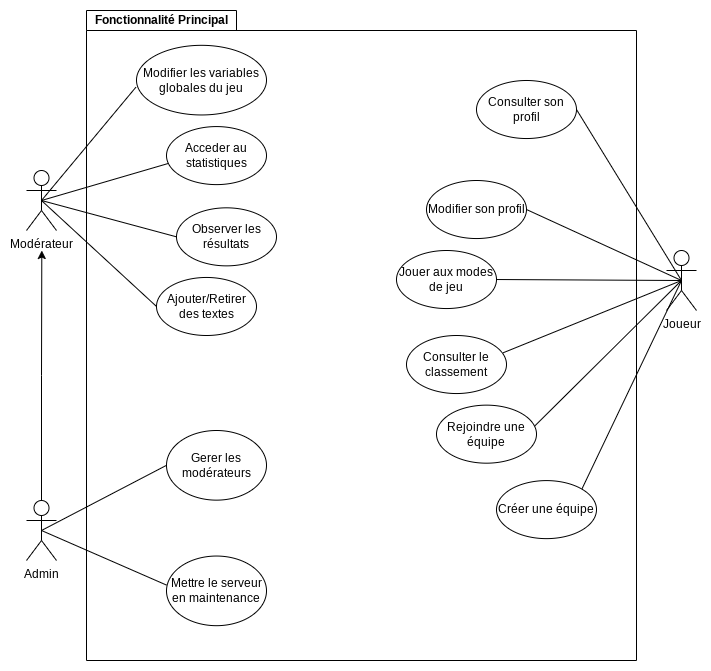 Fonctionnalité Principal
Modifier les variables
globales du jeu
Acceder au
statistiques
Observer les
résultats
Ajouter/Retirer
des textes
Modérateur
Gerer les
modérateurs
Mettre le serveur
en maintenance
Admin
Consulter son
profil
Modifier son profil
Jouer aux modes
de jeu
Consulter le
classement
Rejoindre une
équipe
Créer une équipe
Joueur